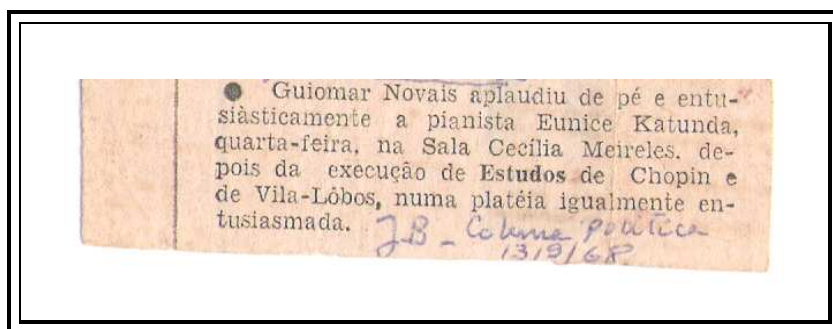 ● Guiomar Novais aplaudiu de pé e entu-
siàsticamente a pianista Eunice Katunda,
quarta-feira, na Sala Cecília Meireles, de-
pois da execução de Estudos de Chopin e
de Vila-Lôbos, numa platéia igualmente en-
tusiasmada.
JB - Coluna política
13/9/68